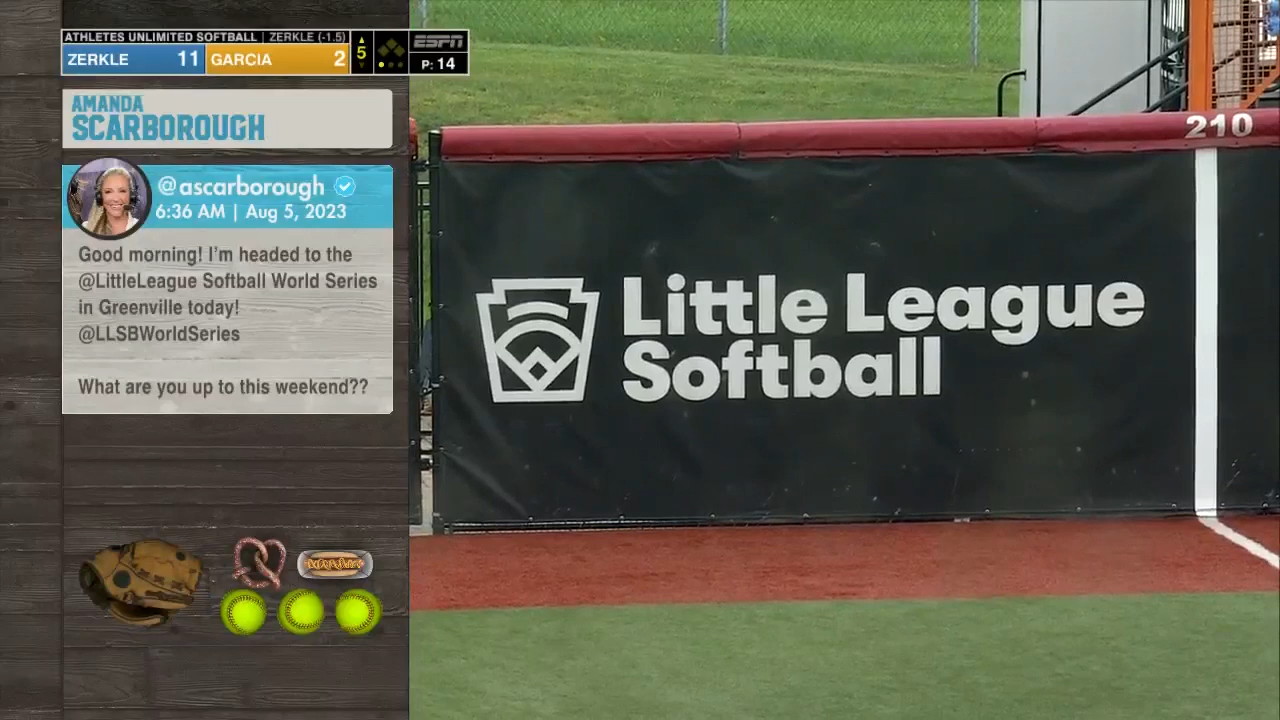 ATHLETES UNLIMITED SOFTBALL | ZERKLE (-1.5)
ZERKLE 11 GARCIA 2 5
ESPN
P: 14
AMANDA
SCARBOROUGH
@ascarborough
6:36 AM | Aug 5, 2023
Good morning! I'm headed to the
@LittleLeague Softball World Series
in Greenville today!
@LLSBWorldSeries
What are you up to this weekend??
210
Little League
Softball